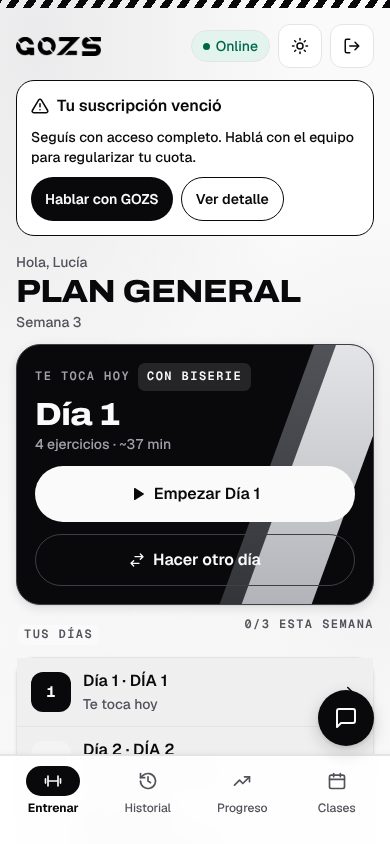 GOZS
Online
Tu suscripción venció
Seguís con acceso completo. Hablá con el equipo
para regularizar tu cuota.
Hablar con GOZS
Ver detalle
Hola, Lucía
PLAN GENERAL
Semana 3
TE TOCA HOY
CON BISERIE
Día 1
4 ejercicios · ~37 min
Empezar Día 1
Hacer otro día
0/3 ESTA SEMANA
TUS DÍAS
1
Día 1 · DÍA 1
Te toca hoy
Día 2 · DÍA 2
Entrenar
Historial
Progreso
Clases